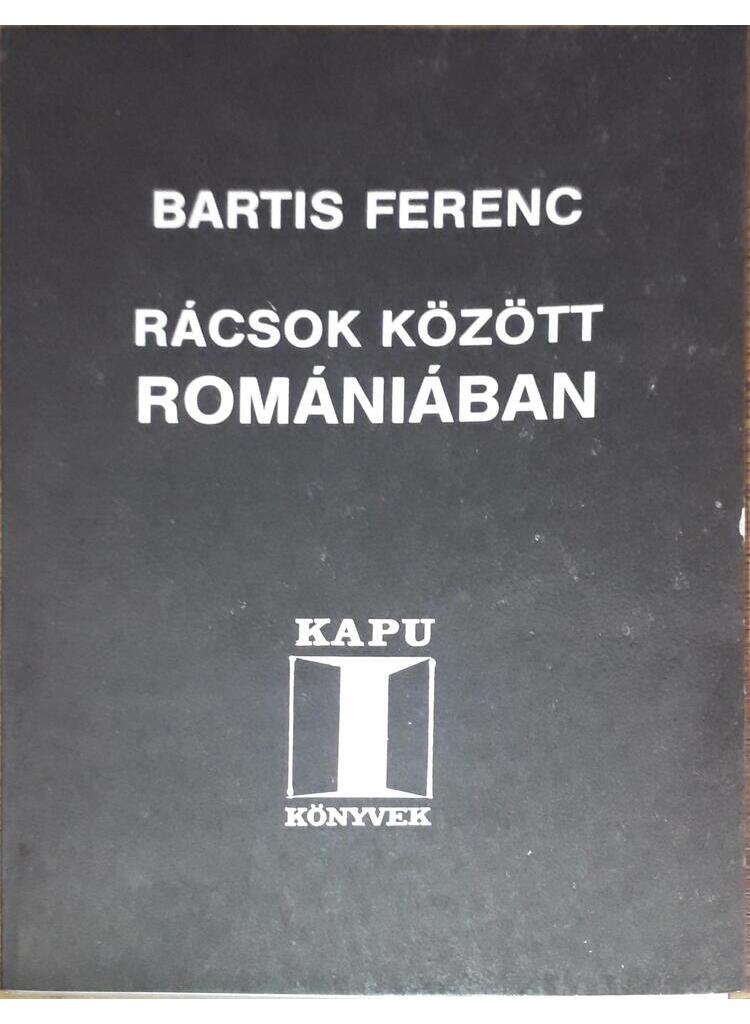 BARTIS FERENC
RÁCSOK KÖZÖTT
ROMÁNIÁBAN
KAPU
KÖNYVEK